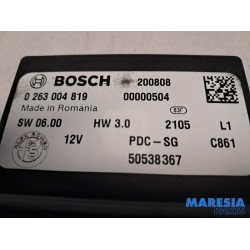 BOSCH 200808
0 263 004 819 00000504
Made in Romania
SW 06.00 HW 3.0 2105 L1
12V PDC-SG C861
50538367
MARESIA
PARTS